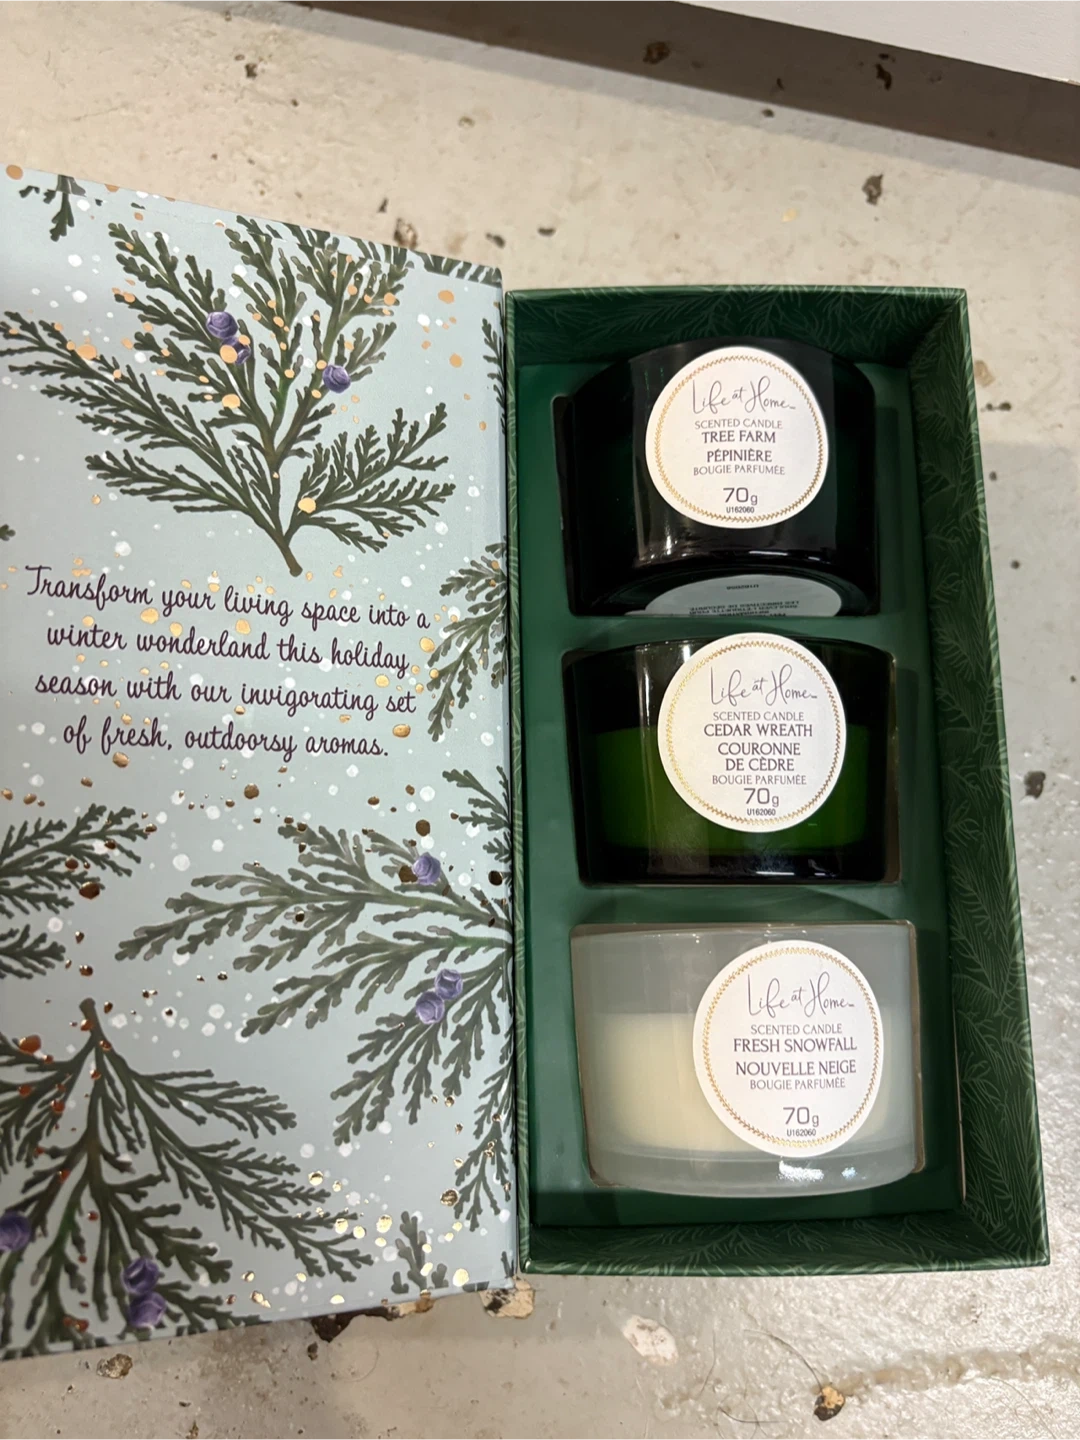 Transform your living space into a
winter wonderland this holiday
season with our invigorating set
of fresh, outdoorsy aromas.
Life at Home
SCENTED CANDLE
TREE FARM
PÉPINIÈRE
BOUGIE PARFUMÉE
70g
U162060
Life at Home
SCENTED CANDLE
CEDAR WREATH
COURONNE
DE CÈDRE
BOUGIE PARFUMÉE
70g
U162060
Life at Home
SCENTED CANDLE
FRESH SNOWFALL
NOUVELLE NEIGE
BOUGIE PARFUMÉE
70g
U162060